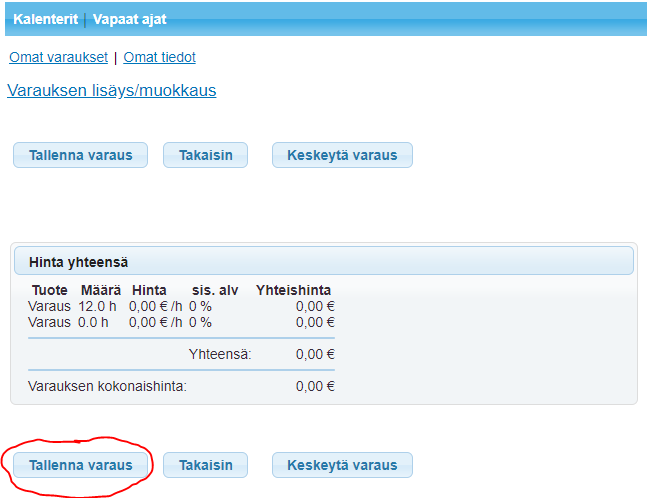 Kalenterit | Vapaat ajat
Omat varaukset | Omat tiedot
Varauksen lisäys/muokkaus
Tallenna varaus Takaisin Keskeytä varaus
Hinta yhteensä
Tuote Määrä Hinta sis. alv Yhteishinta
Varaus 12.0 h 0,00 € /h 0 % 0,00 €
Varaus 0.0 h 0,00 € /h 0 % 0,00 €
Yhteensä: 0,00 €
Varauksen kokonaishinta: 0,00 €
Tallenna varaus Takaisin Keskeytä varaus